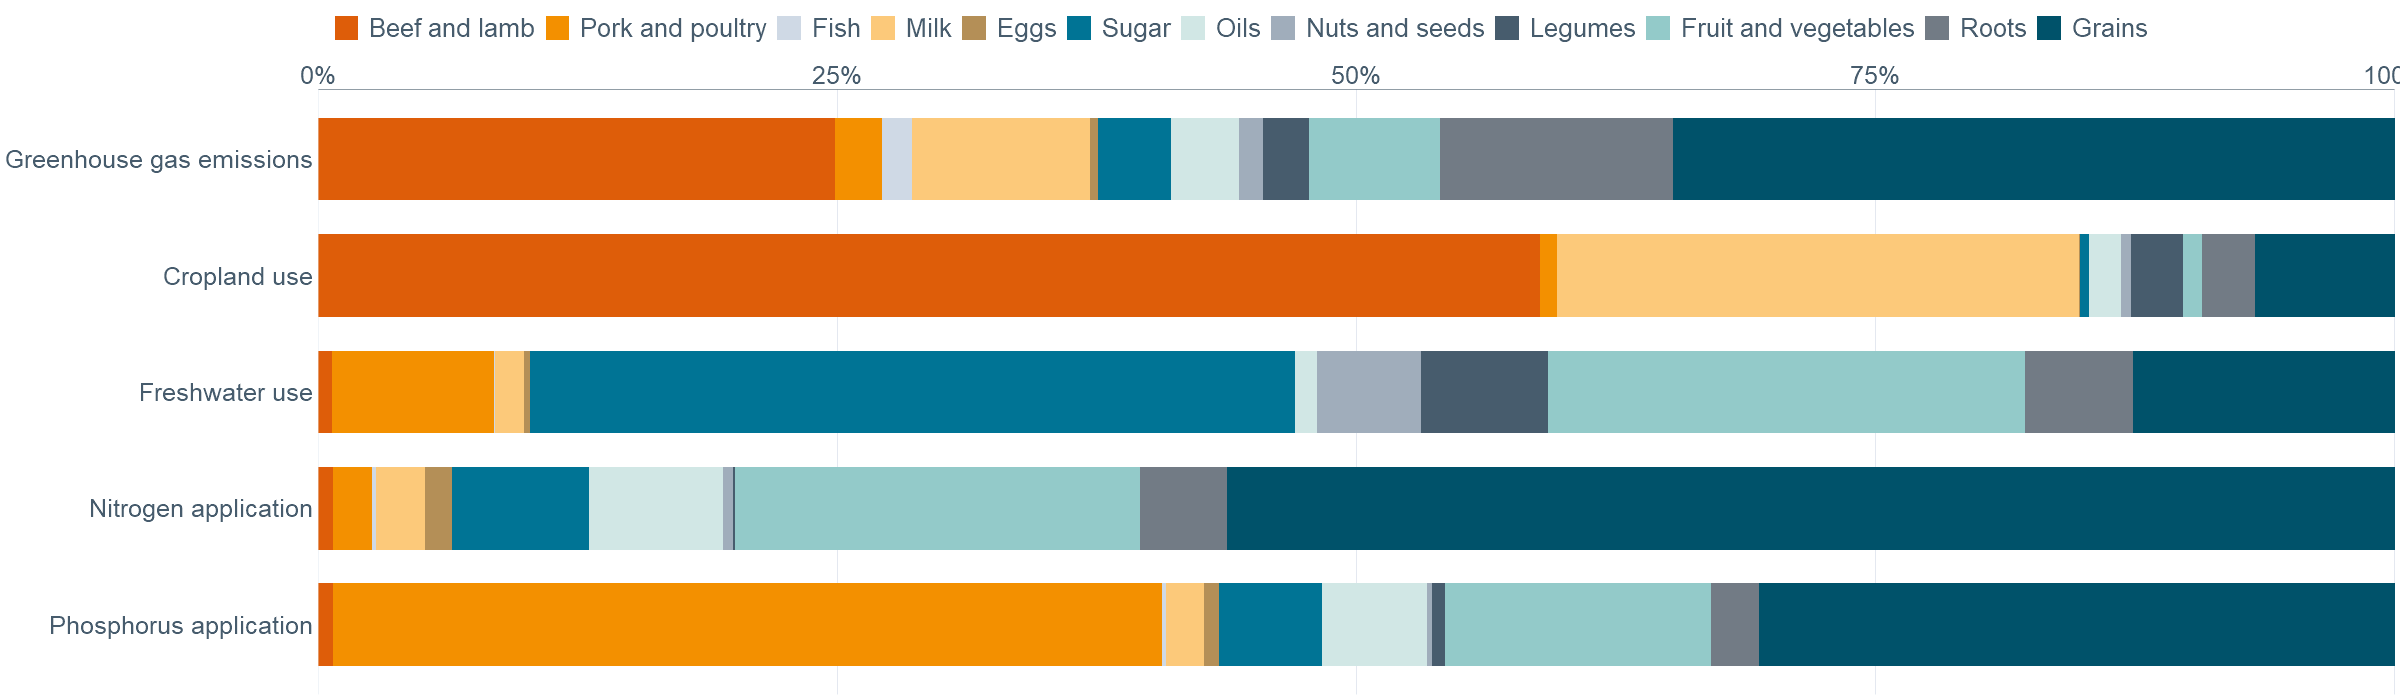 Beef and lamb Pork and poultry Fish Milk Eggs Sugar Oils Nuts and seeds Legumes Fruit and vegetables Roots Grains
0% 25% 50% 75% 100
Greenhouse gas emissions
Cropland use
Freshwater use
Nitrogen application
Phosphorus application